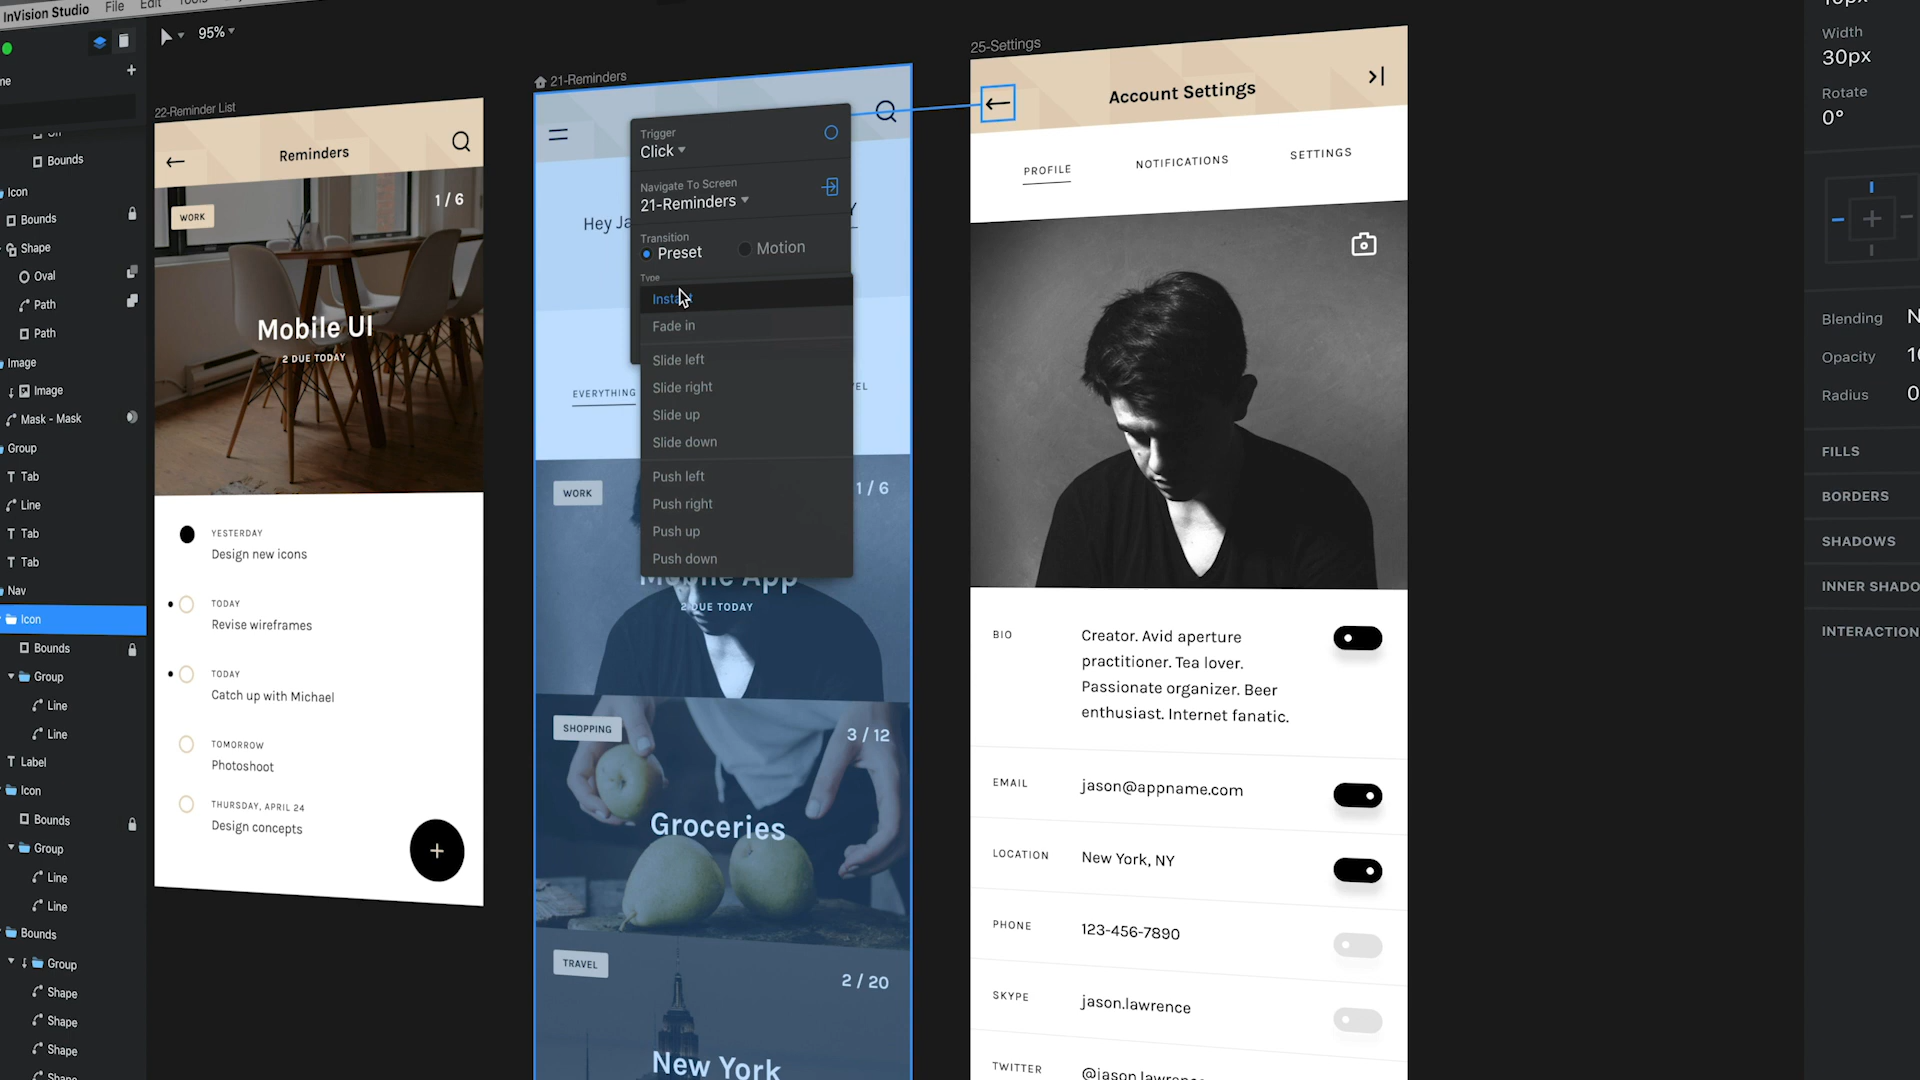 InVision Studio File Edit
95%
Bounds
Icon
Bounds
Shape
Oval
Path
Path
Image
Image
Mask - Mask
Group
Tab
Line
Tab
Tab
Nav
Icon
Bounds
Group
Line
Line
Label
Icon
Bounds
Group
Line
Line
Bounds
Group
Shape
Shape
Shape
Shape
22-Reminder List
Reminders
WORK
1 / 6
Mobile UI
2 DUE TODAY
YESTERDAY
Design new icons
TODAY
Revise wireframes
TODAY
Catch up with Michael
TOMORROW
Photoshoot
THURSDAY, APRIL 24
Design concepts
+
21-Reminders
Hey Ja
EVERYTHING
Trigger
Click
Navigate To Screen
21-Reminders
Transition
Preset Motion
Type
Fade in
Slide left
Slide right
Slide up
Slide down
Push left
Push right
Push up
Push down
WORK
1 / 6
Mobile App
2 DUE TODAY
SHOPPING
3 / 12
Groceries
TRAVEL
2 / 20
New York
25-Settings
Account Settings
PROFILE NOTIFICATIONS SETTINGS
BIO
Creator. Avid aperture
practitioner. Tea lover.
Passionate organizer. Beer
enthusiast. Internet fanatic.
EMAIL
jason@appname.com
LOCATION
New York, NY
PHONE
123-456-7890
SKYPE
jason.lawrence
TWITTER
Width
30px
Rotate
0°
Blending
Opacity
Radius
FILLS
BORDERS
SHADOWS
INNER SHADO
INTERACTION